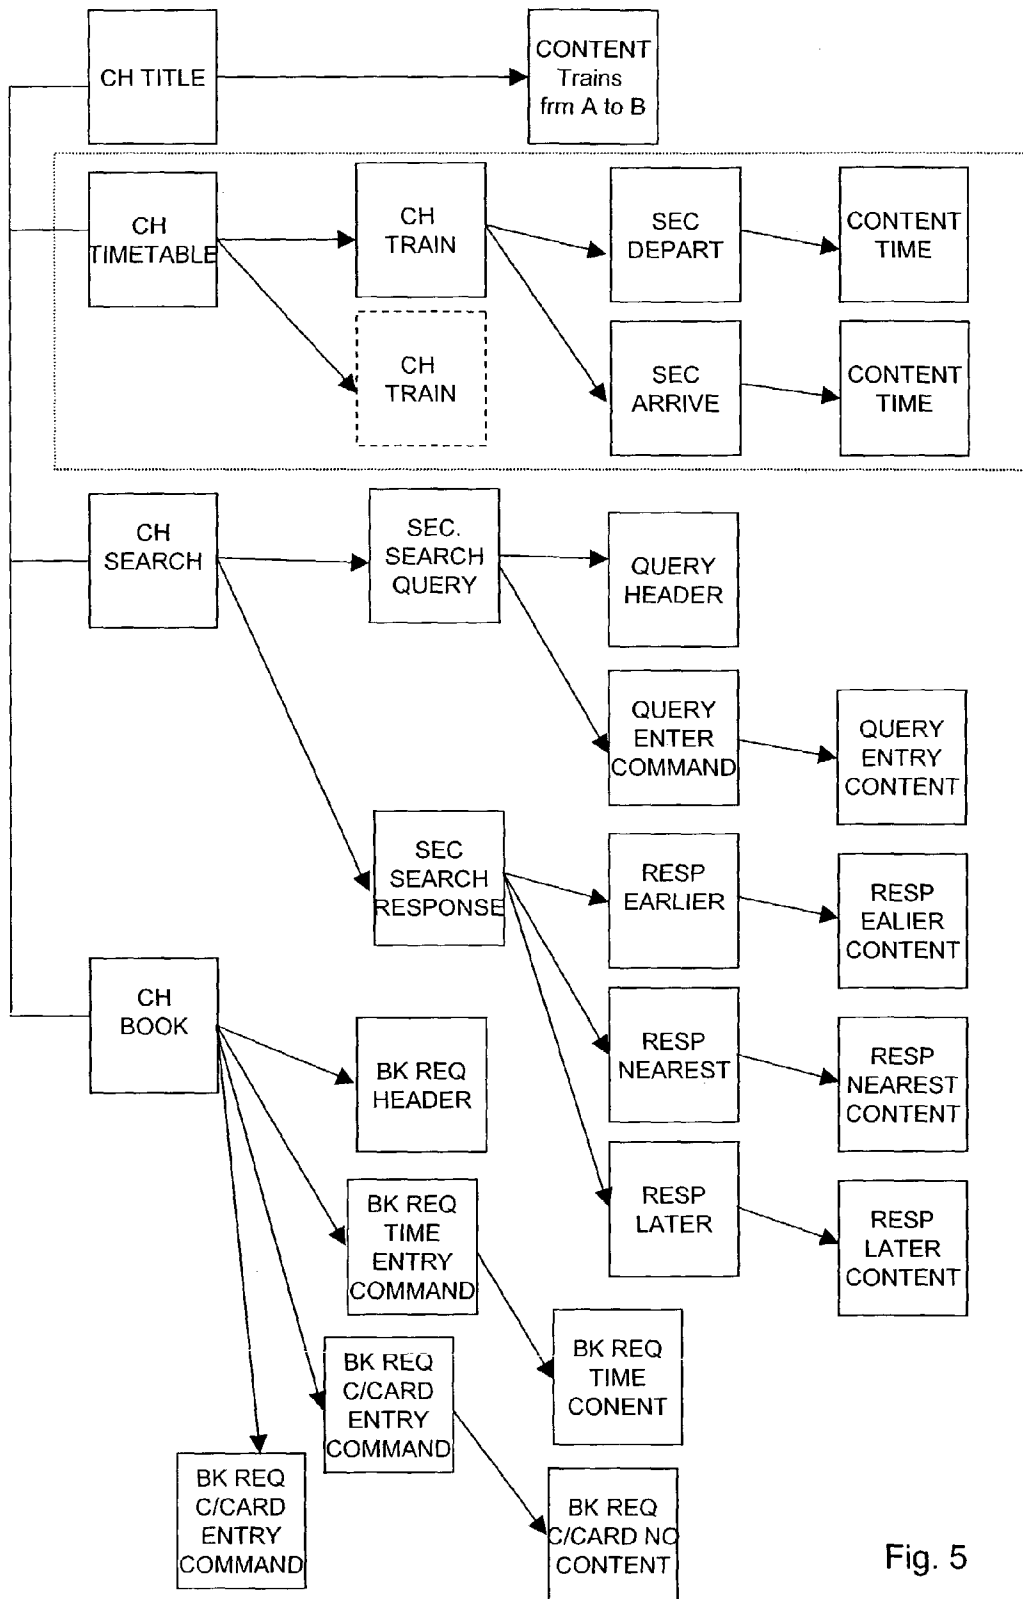 CH TITLE
CONTENT
Trains
frm A to B
CH
TIMETABLE
CH
TRAIN
SEC
DEPART
CONTENT
TIME
CH
TRAIN
SEC
ARRIVE
CONTENT
TIME
CH
SEARCH
SEC.
SEARCH
QUERY
QUERY
HEADER
QUERY
ENTER
COMMAND
QUERY
ENTRY
CONTENT
SEC
SEARCH
RESPONSE
RESP
EARLIER
RESP
EALIER
CONTENT
CH
BOOK
RESP
NEAREST
RESP
NEAREST
CONTENT
BK REQ
HEADER
RESP
LATER
RESP
LATER
CONTENT
BK REQ
TIME
ENTRY
COMMAND
BK REQ
TIME
CONENT
BK REQ
C/CARD
ENTRY
COMMAND
BK REQ
C/CARD
ENTRY
COMMAND
BK REQ
C/CARD NO
CONTENT
Fig. 5